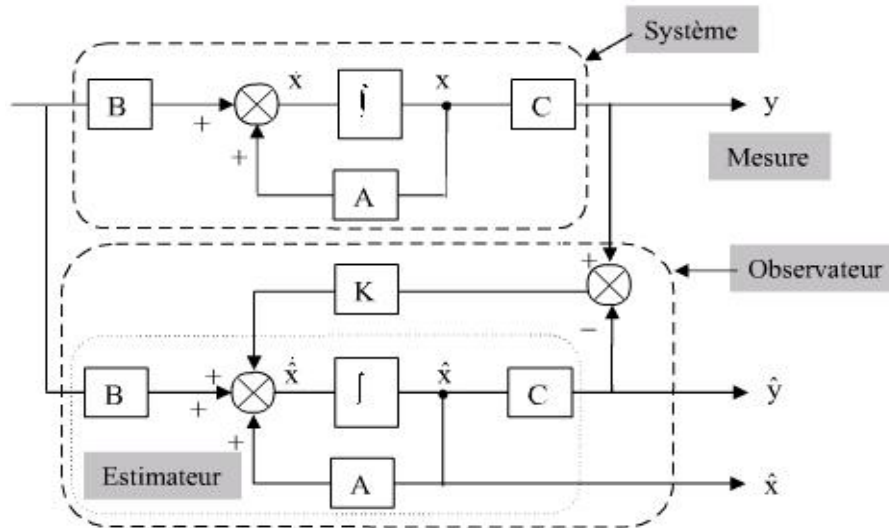 Système
B
+
+
ẋ
∫
x
C
y
A
Mesure
Observateur
K
+
−
B
+
+
+
x̂̇
∫
x̂
C
ŷ
Estimateur
A
x̂